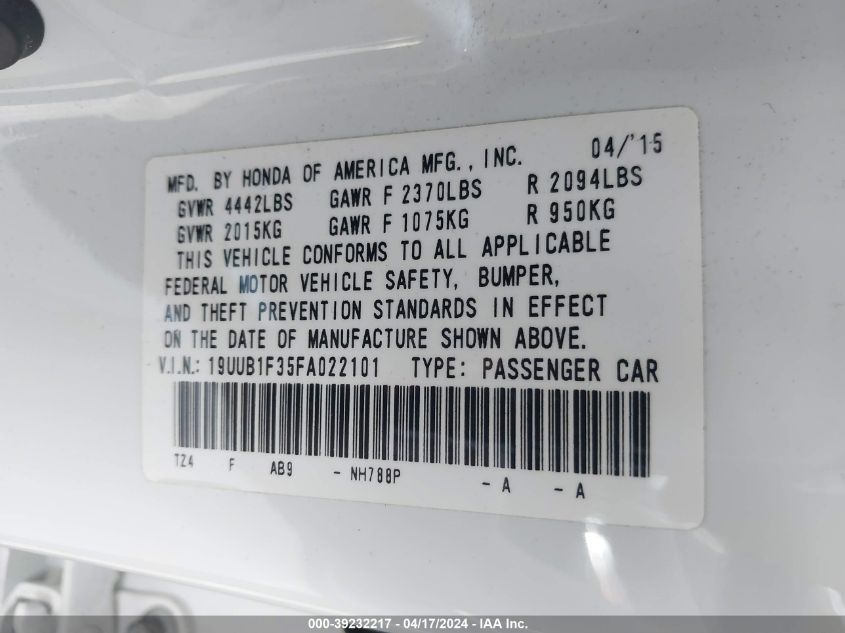 MFD. BY HONDA OF AMERICA MFG., INC. 04/'15
GVWR 4442LBS GAWR F 2370LBS R 2094LBS
GVWR 2015KG GAWR F 1075KG R 950KG
THIS VEHICLE CONFORMS TO ALL APPLICABLE
FEDERAL MOTOR VEHICLE SAFETY, BUMPER,
AND THEFT PREVENTION STANDARDS IN EFFECT
ON THE DATE OF MANUFACTURE SHOWN ABOVE.
V.I.N.: 19UUB1F35FA022101 TYPE: PASSENGER CAR
TZ4 F AB9 - NH788P - A - A
000-39232217 - 04/17/2024 - IAA Inc.